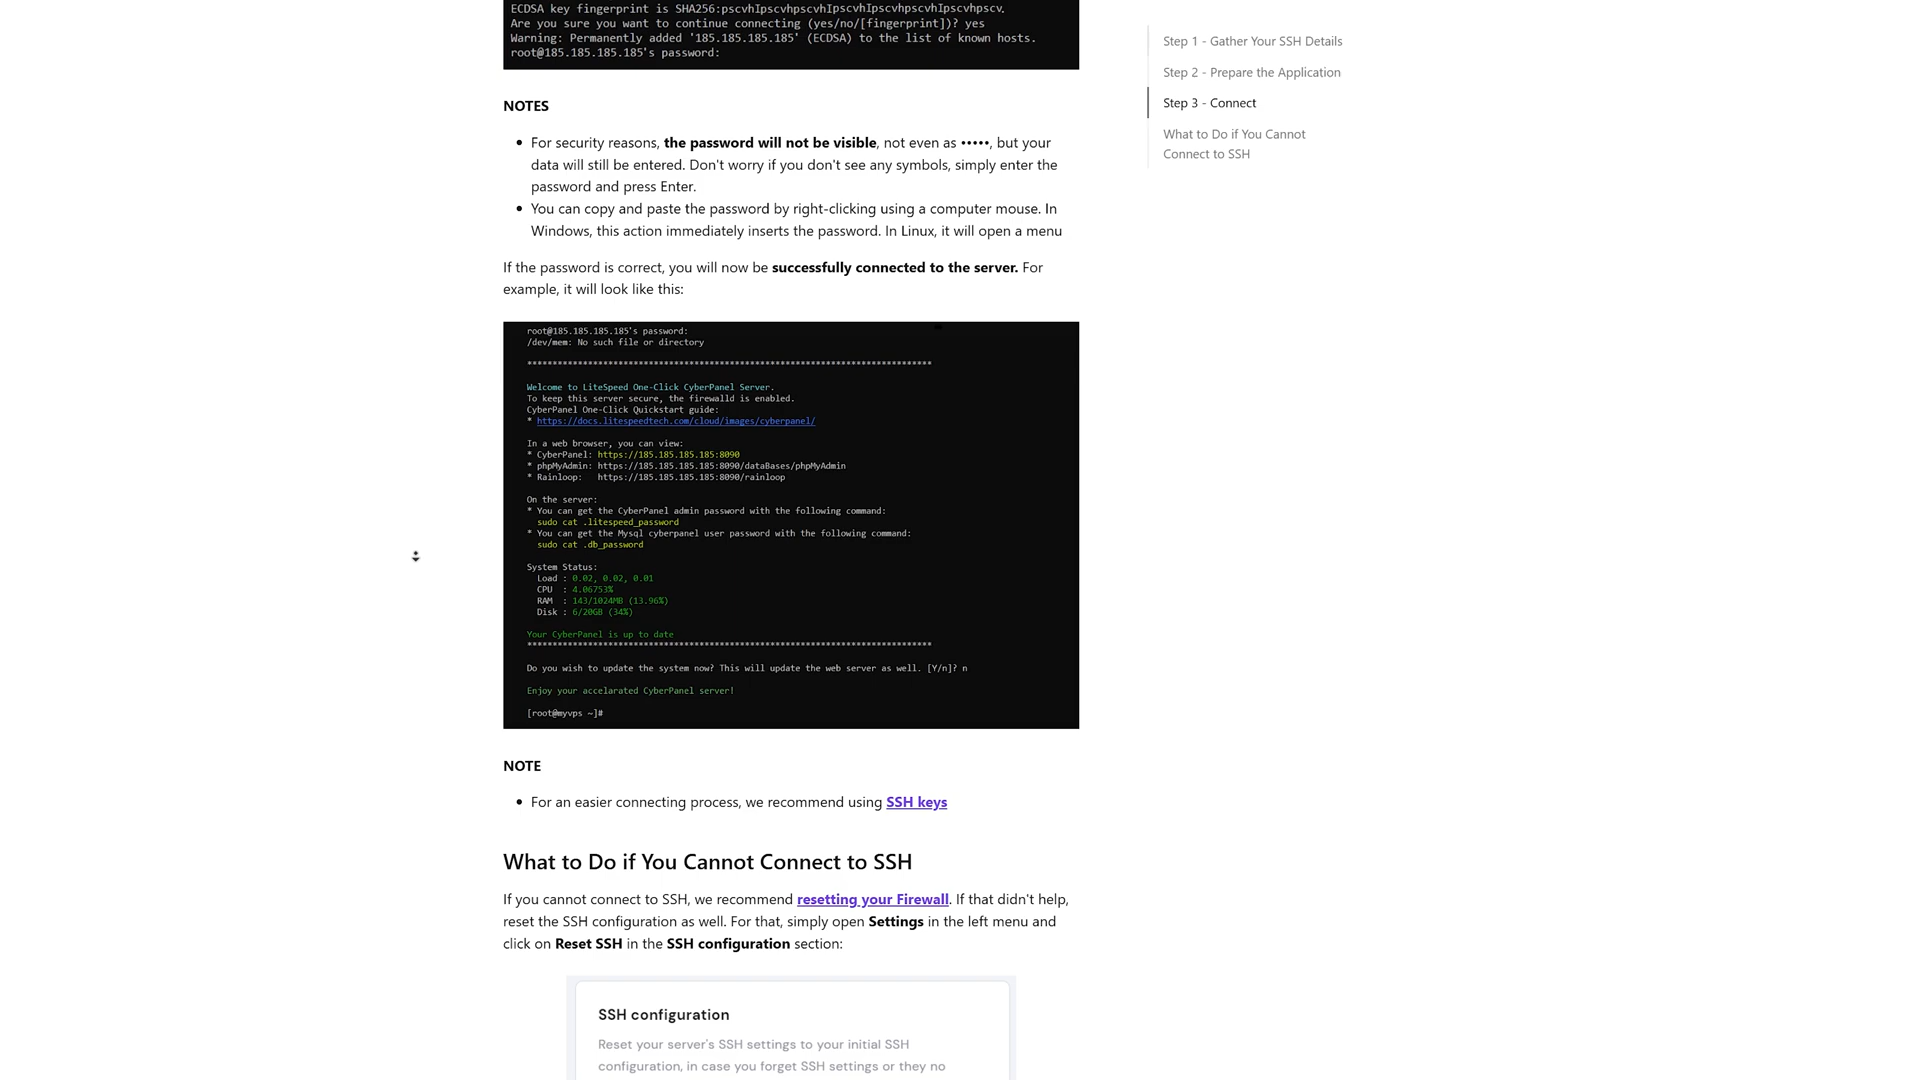 ECDSA key fingerprint is SHA256:pscvhIpscvhpscvhIpscvhIpscvhpscvhIpscvhpscv.
Are you sure you want to continue connecting (yes/no/[fingerprint])? yes
Warning: Permanently added '185.185.185.185' (ECDSA) to the list of known hosts.
root@185.185.185.185's password:
NOTES
• For security reasons, the password will not be visible, not even as •••••, but your
data will still be entered. Don't worry if you don't see any symbols, simply enter the
password and press Enter.
• You can copy and paste the password by right-clicking using a computer mouse. In
Windows, this action immediately inserts the password. In Linux, it will open a menu
If the password is correct, you will now be successfully connected to the server. For
example, it will look like this:
root@185.185.185.185's password:
/dev/mem: No such file or directory
********************************************************************************
Welcome to LiteSpeed One-Click CyberPanel Server.
To keep this server secure, the firewalld is enabled.
CyberPanel One-Click Quickstart guide:
* https://docs.litespeedtech.com/cloud/images/cyberpanel/
In a web browser, you can view:
* CyberPanel: https://185.185.185.185:8090
* phpMyAdmin: https://185.185.185.185:8090/dataBases/phpMyAdmin
* Rainloop:   https://185.185.185.185:8090/rainloop
On the server:
* You can get the CyberPanel admin password with the following command:
sudo cat .litespeed_password
* You can get the Mysql cyberpanel user password with the following command:
sudo cat .db_password
System Status:
Load : 0.02, 0.02, 0.01
CPU  : 4.06753%
RAM  : 143/1024MB (13.96%)
Disk : 6/20GB (34%)
Your CyberPanel is up to date
********************************************************************************
Do you wish to update the system now? This will update the web server as well. [Y/n]? n
Enjoy your accelarated CyberPanel server!
[root@myvps ~]#
NOTE
• For an easier connecting process, we recommend using SSH keys
What to Do if You Cannot Connect to SSH
If you cannot connect to SSH, we recommend resetting your Firewall. If that didn't help,
reset the SSH configuration as well. For that, simply open Settings in the left menu and
click on Reset SSH in the SSH configuration section:
SSH configuration
Reset your server's SSH settings to your initial SSH
configuration, in case you forget SSH settings or they no
Step 1 - Gather Your SSH Details
Step 2 - Prepare the Application
Step 3 - Connect
What to Do if You Cannot
Connect to SSH